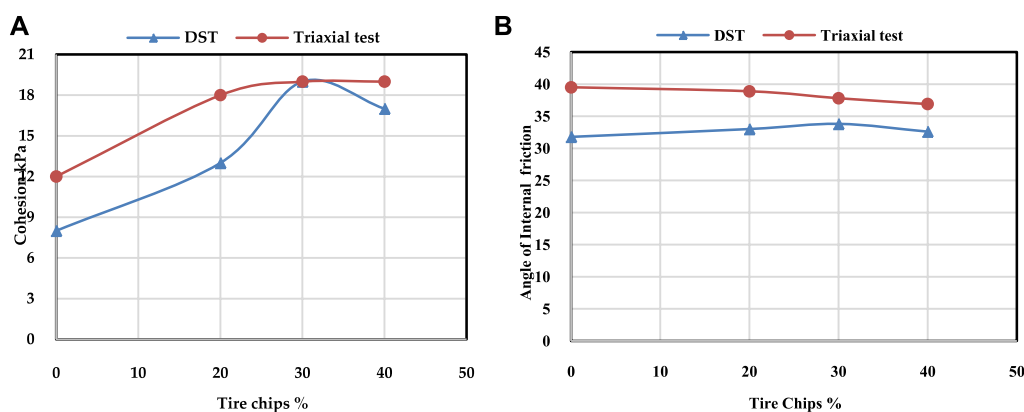 A
DST Triaxial test
21
18
15
12
9
6
3
0
Cohesion kPa
0 10 20 30 40 50
Tire chips %
B
DST Triaxial test
45
40
35
30
25
20
15
10
5
0
Angle of Internal friction
0 10 20 30 40 50
Tire Chips %